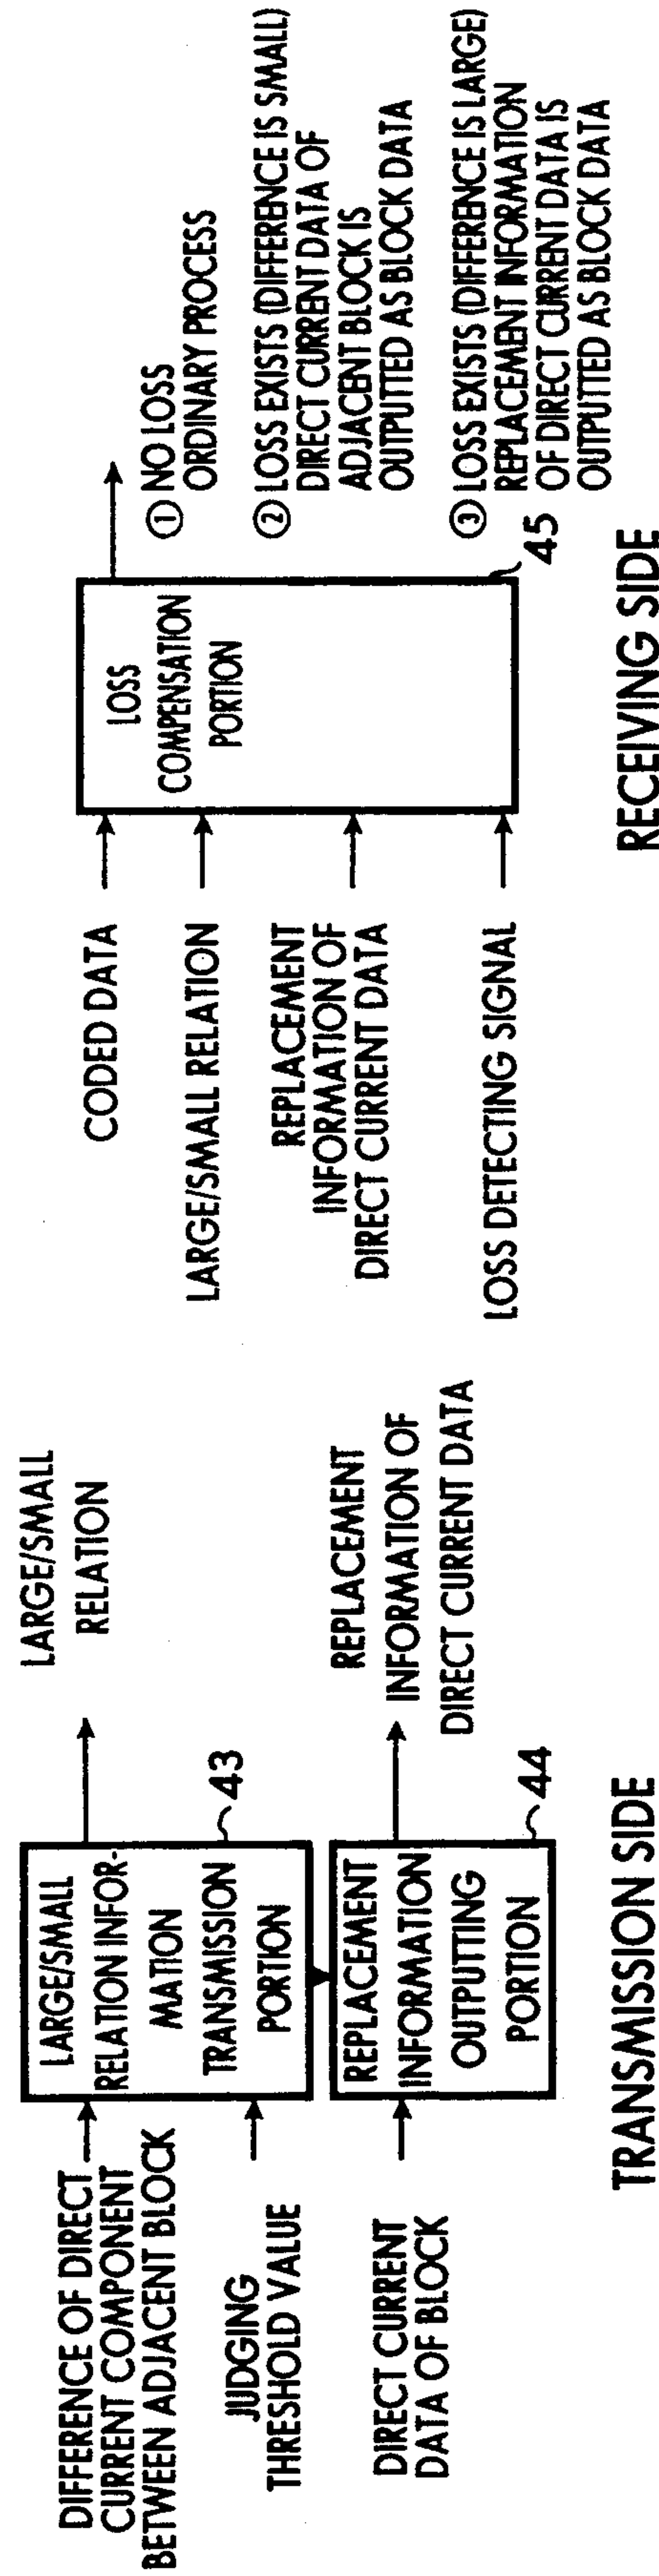 DIFFERENCE OF DIRECT
CURRENT COMPONENT
BETWEEN ADJACENT BLOCK
JUDGING
THRESHOLD VALUE
DIRECT CURRENT
DATA OF BLOCK
LARGE/SMALL
RELATION INFOR-
MATION
TRANSMISSION
PORTION
43
REPLACEMENT
INFORMATION
OUTPUTTING
PORTION
44
LARGE/SMALL
RELATION
REPLACEMENT
INFORMATION OF
DIRECT CURRENT DATA
TRANSMISSION SIDE
CODED DATA
LARGE/SMALL RELATION
REPLACEMENT
INFORMATION OF
DIRECT CURRENT DATA
LOSS DETECTING SIGNAL
LOSS
COMPENSATION
PORTION
45
① NO LOSS
ORDINARY PROCESS
② LOSS EXISTS (DIFFERENCE IS SMALL)
DIRECT CURRENT DATA OF
ADJACENT BLOCK IS
OUTPUTTED AS BLOCK DATA
③ LOSS EXISTS (DIFFERENCE IS LARGE)
REPLACEMENT INFORMATION
OF DIRECT CURRENT DATA IS
OUTPUTTED AS BLOCK DATA
RECEIVING SIDE